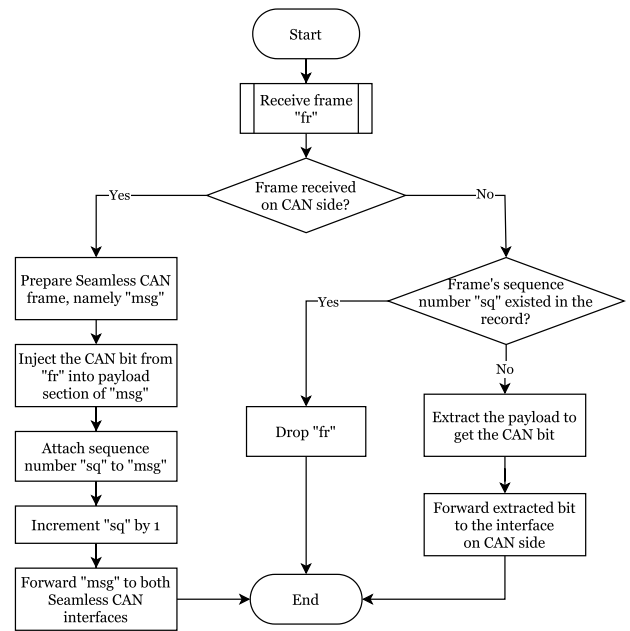 Start
Receive frame
"fr"
Frame received
on CAN side?
Yes
No
Prepare Seamless CAN
frame, namely "msg"
Inject the CAN bit from
"fr" into payload
section of "msg"
Attach sequence
number "sq" to "msg"
Increment "sq" by 1
Forward "msg" to both
Seamless CAN
interfaces
Frame's sequence
number "sq" existed in the
record?
Yes
No
Drop "fr"
Extract the payload to
get the CAN bit
Forward extracted bit
to the interface
on CAN side
End